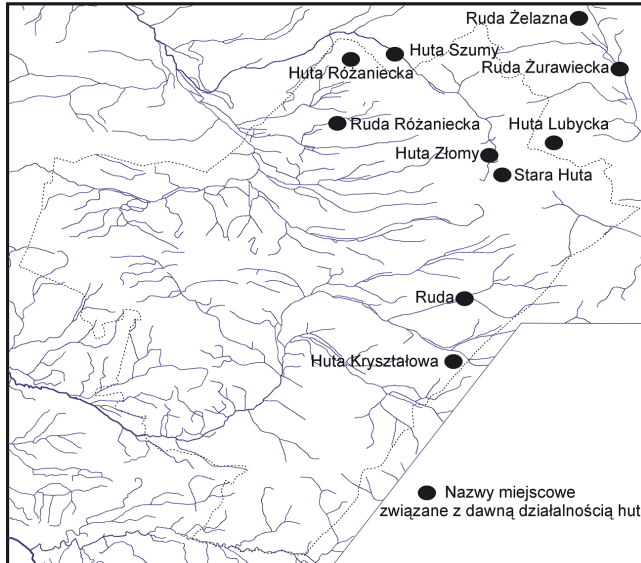 Ruda Żelazna
Huta Szumy
Huta Różaniecka
Ruda Żurawiecka
Ruda Różaniecka
Huta Lubycka
Huta Złomy
Stara Huta
Ruda
Huta Kryształowa
Nazwy miejscowe
związane z dawną działalnością hut